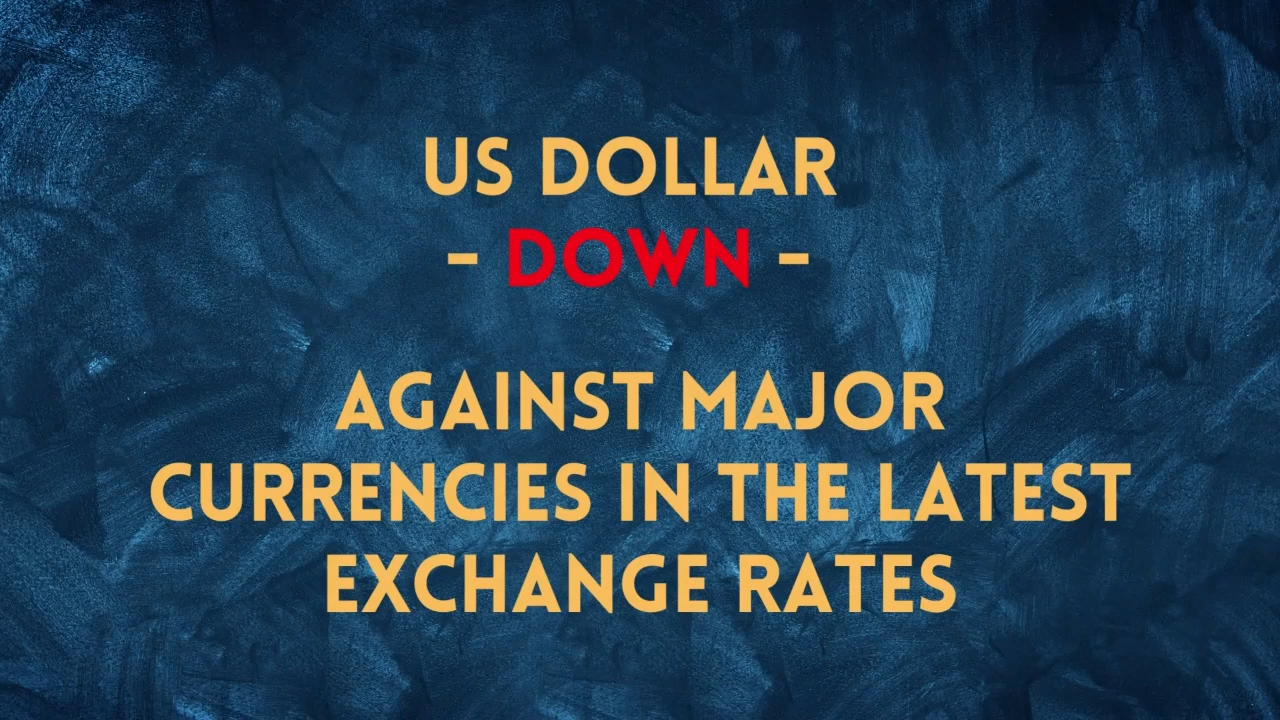 US DOLLAR
- DOWN -
AGAINST MAJOR
CURRENCIES IN THE LATEST
EXCHANGE RATES